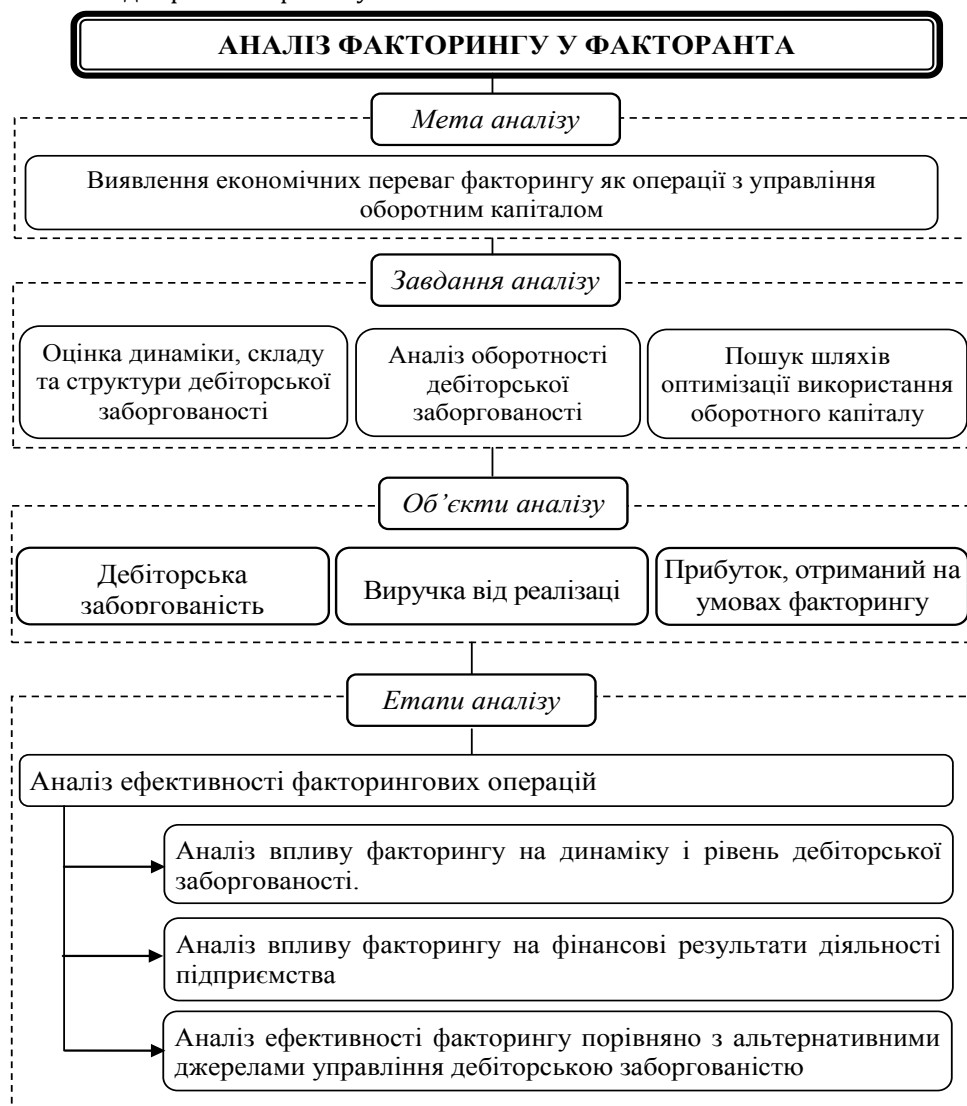 АНАЛІЗ ФАКТОРИНГУ У ФАКТОРАНТА
Мета аналізу
Виявлення економічних переваг факторингу як операції з управління
оборотним капіталом
Завдання аналізу
Оцінка динаміки, складу
та структури дебіторської
заборгованості
Аналіз оборотності
дебіторської
заборгованості
Пошук шляхів
оптимізації використання
оборотного капіталу
Об’єкти аналізу
Дебіторська
заборгованість
Виручка від реалізаці
Прибуток, отриманий на
умовах факторингу
Етапи аналізу
Аналіз ефективності факторингових операцій
Аналіз впливу факторингу на динаміку і рівень дебіторської
заборгованості.
Аналіз впливу факторингу на фінансові результати діяльності
підприємства
Аналіз ефективності факторингу порівняно з альтернативними
джерелами управління дебіторською заборгованістю